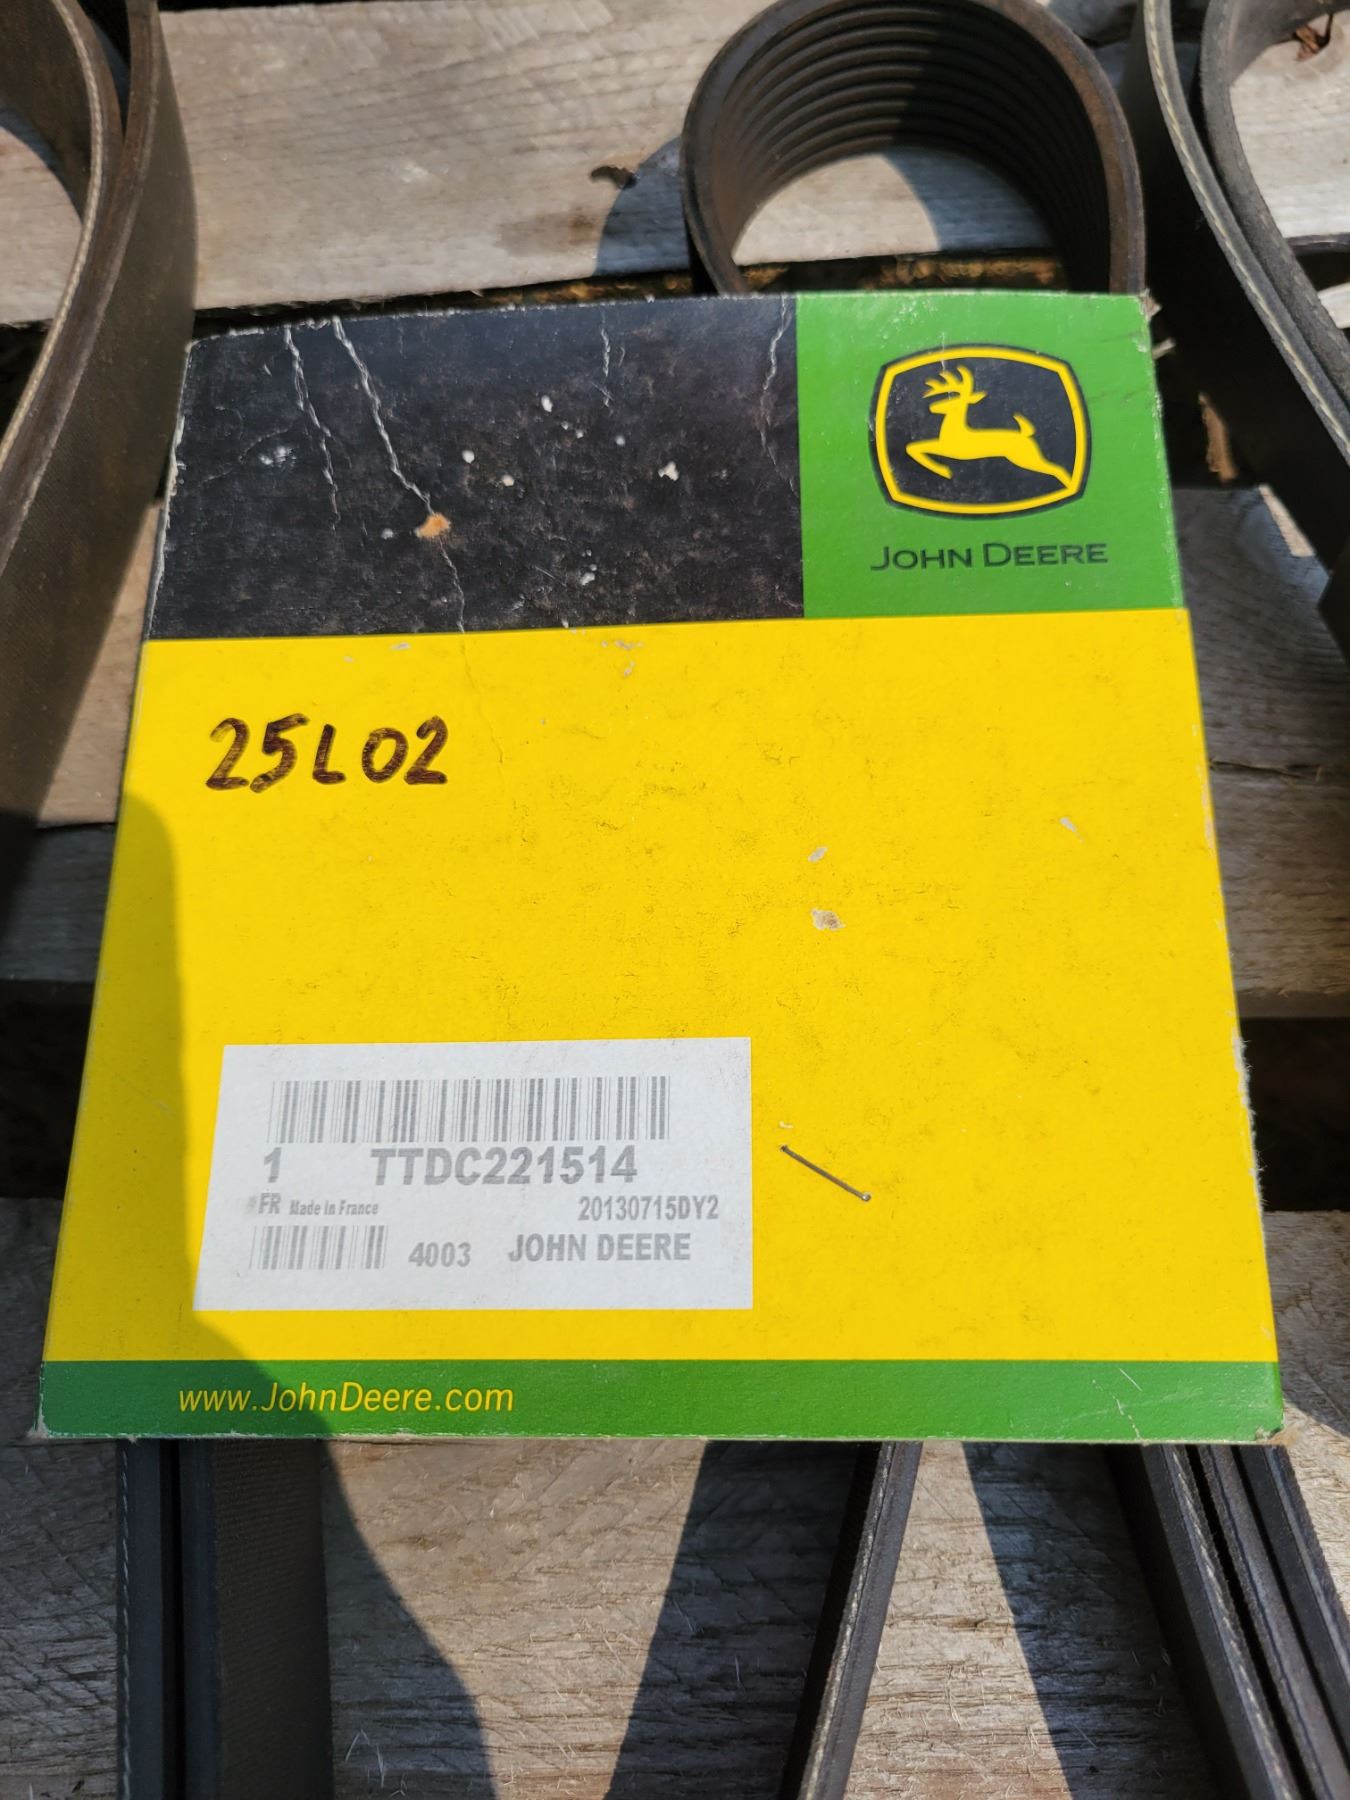 JOHN DEERE
25L02
1 TTDC221514
FR Made In France 20130715DY2
4003 JOHN DEERE
www.JohnDeere.com